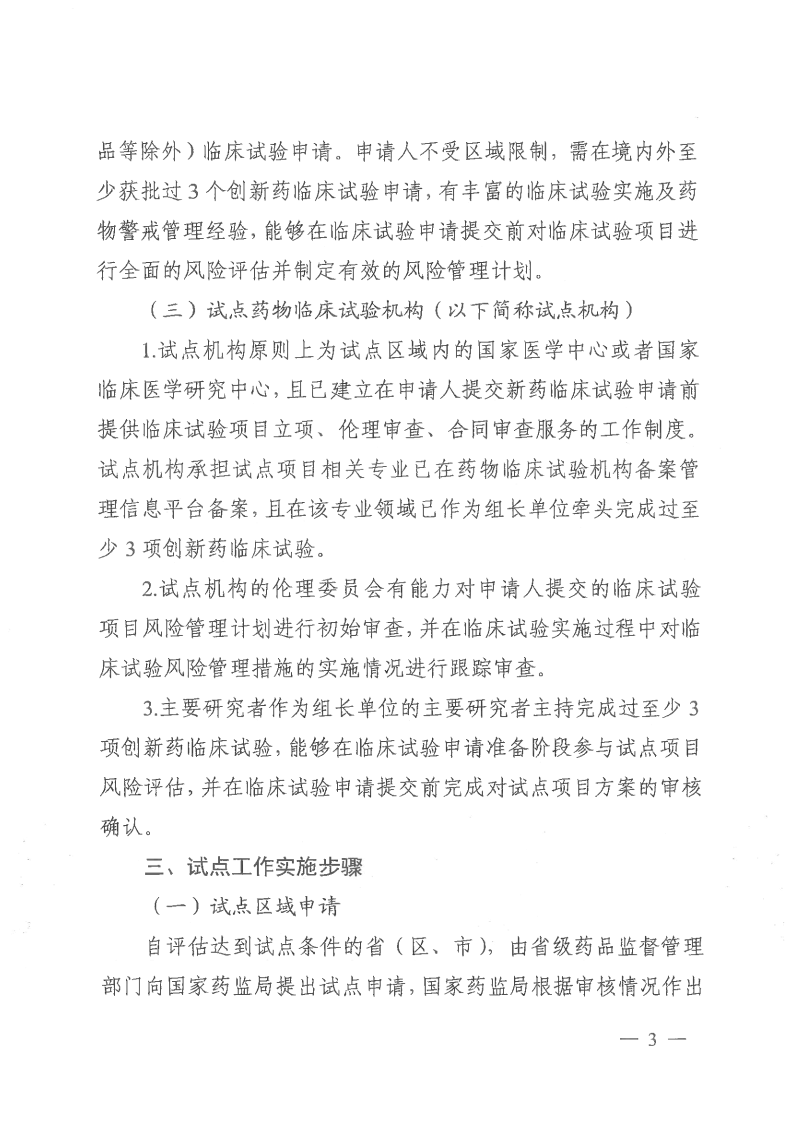 品等除外）临床试验申请。申请人不受区域限制，需在境内外至
少获批过 3 个创新药临床试验申请，有丰富的临床试验实施及药
物警戒管理经验，能够在临床试验申请提交前对临床试验项目进
行全面的风险评估并制定有效的风险管理计划。
（三）试点药物临床试验机构（以下简称试点机构）
1.试点机构原则上为试点区域内的国家医学中心或者国家
临床医学研究中心，且已建立在申请人提交新药临床试验申请前
提供临床试验项目立项、伦理审查、合同审查服务的工作制度。
试点机构承担试点项目相关专业已在药物临床试验机构备案管
理信息平台备案，且在该专业领域已作为组长单位牵头完成过至
少 3 项创新药临床试验。
2.试点机构的伦理委员会有能力对申请人提交的临床试验
项目风险管理计划进行初始审查，并在临床试验实施过程中对临
床试验风险管理措施的实施情况进行跟踪审查。
3.主要研究者作为组长单位的主要研究者主持完成过至少 3
项创新药临床试验，能够在临床试验申请准备阶段参与试点项目
风险评估，并在临床试验申请提交前完成对试点项目方案的审核
确认。
三、试点工作实施步骤
（一）试点区域申请
自评估达到试点条件的省（区、市），由省级药品监督管理
部门向国家药监局提出试点申请，国家药监局根据审核情况作出
— 3 —